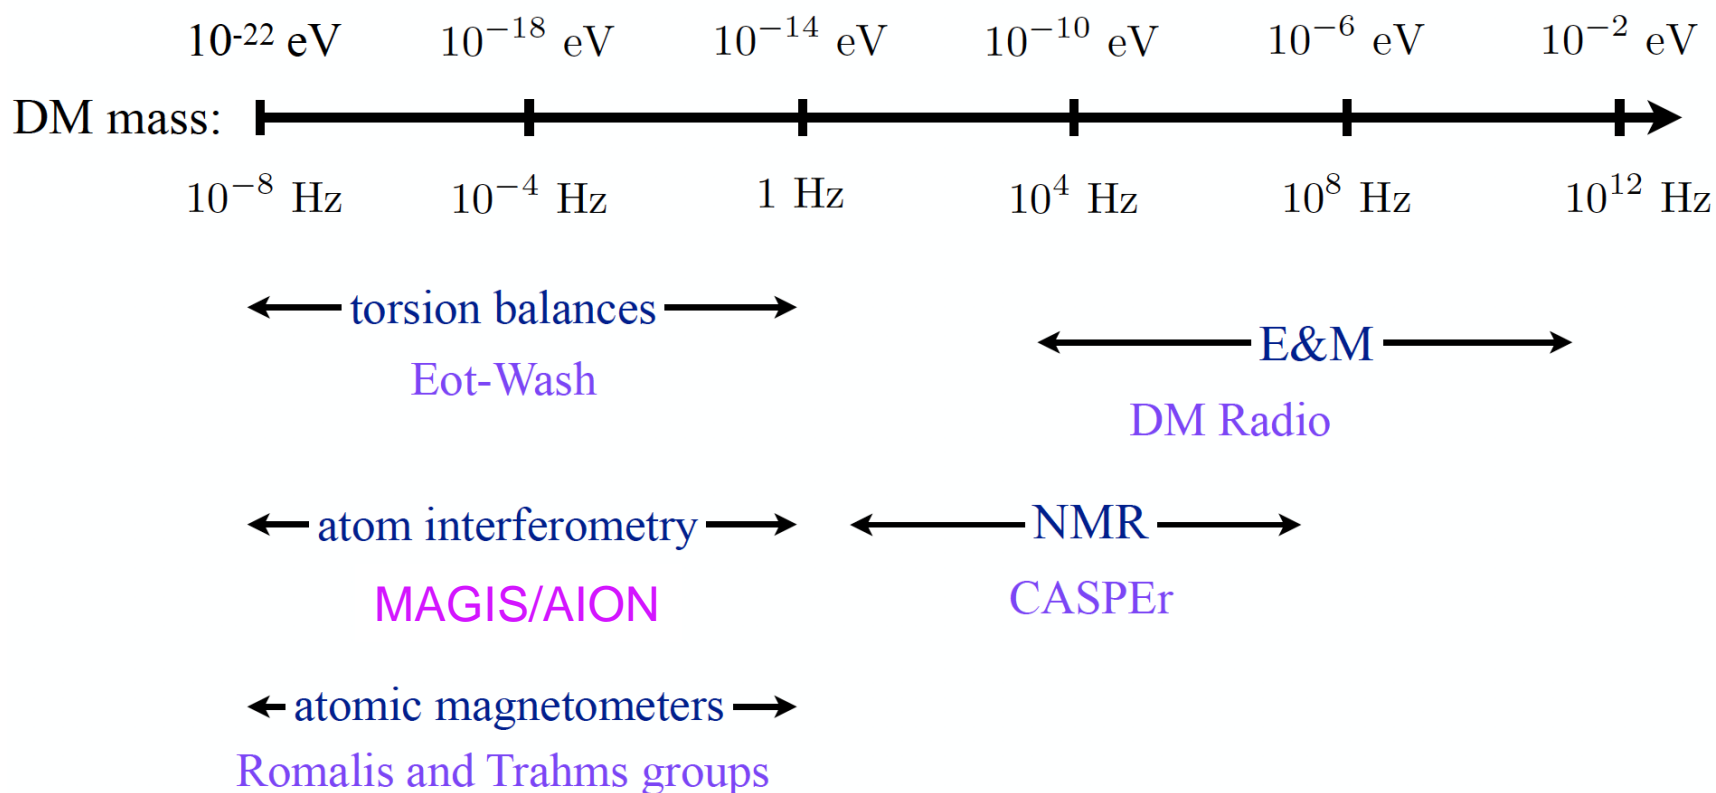 10⁻²² eV 10⁻¹⁸ eV 10⁻¹⁴ eV 10⁻¹⁰ eV 10⁻⁶ eV 10⁻² eV
DM mass:
10⁻⁸ Hz 10⁻⁴ Hz 1 Hz 10⁴ Hz 10⁸ Hz 10¹² Hz
torsion balances
E&M
Eot-Wash
DM Radio
atom interferometry NMR
MAGIS/AION CASPEr
atomic magnetometers
Romalis and Trahms groups